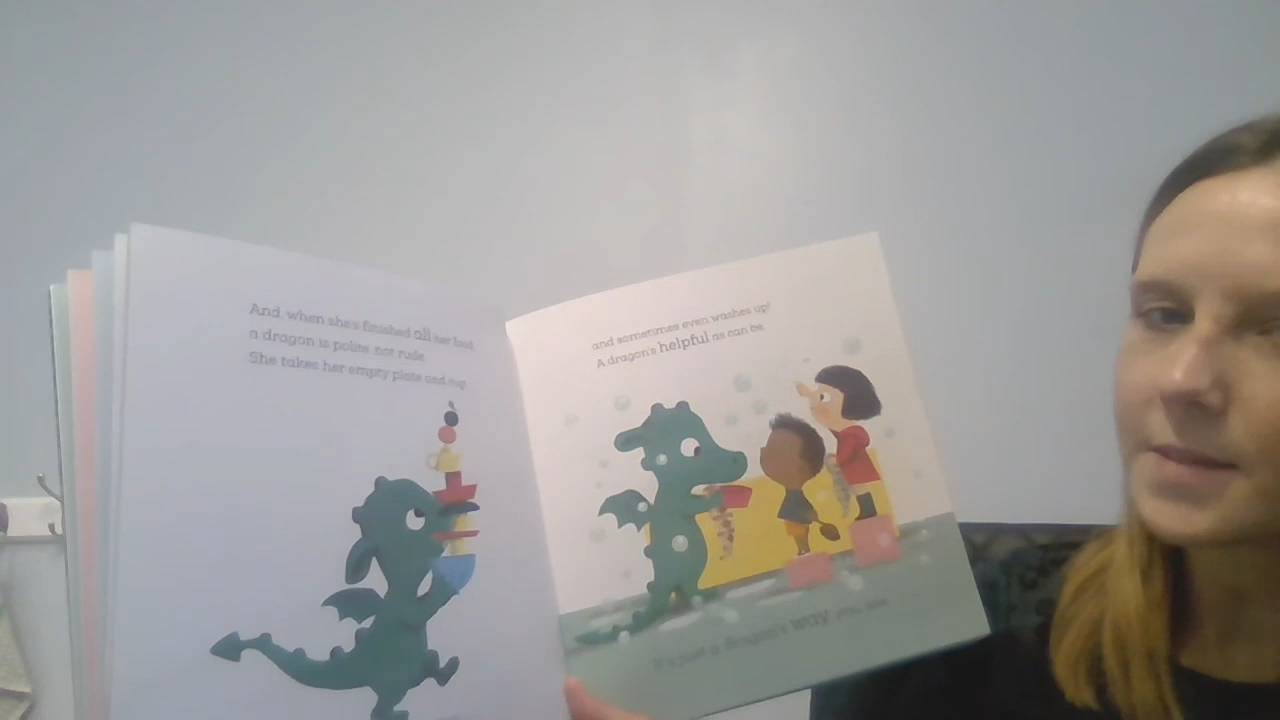 And, when she's finished all her food,
a dragon is polite, not rude.
She takes her empty plate and cup
and sometimes even washes up!
A dragon's helpful as can be.
It's just a dragon's way, you see.